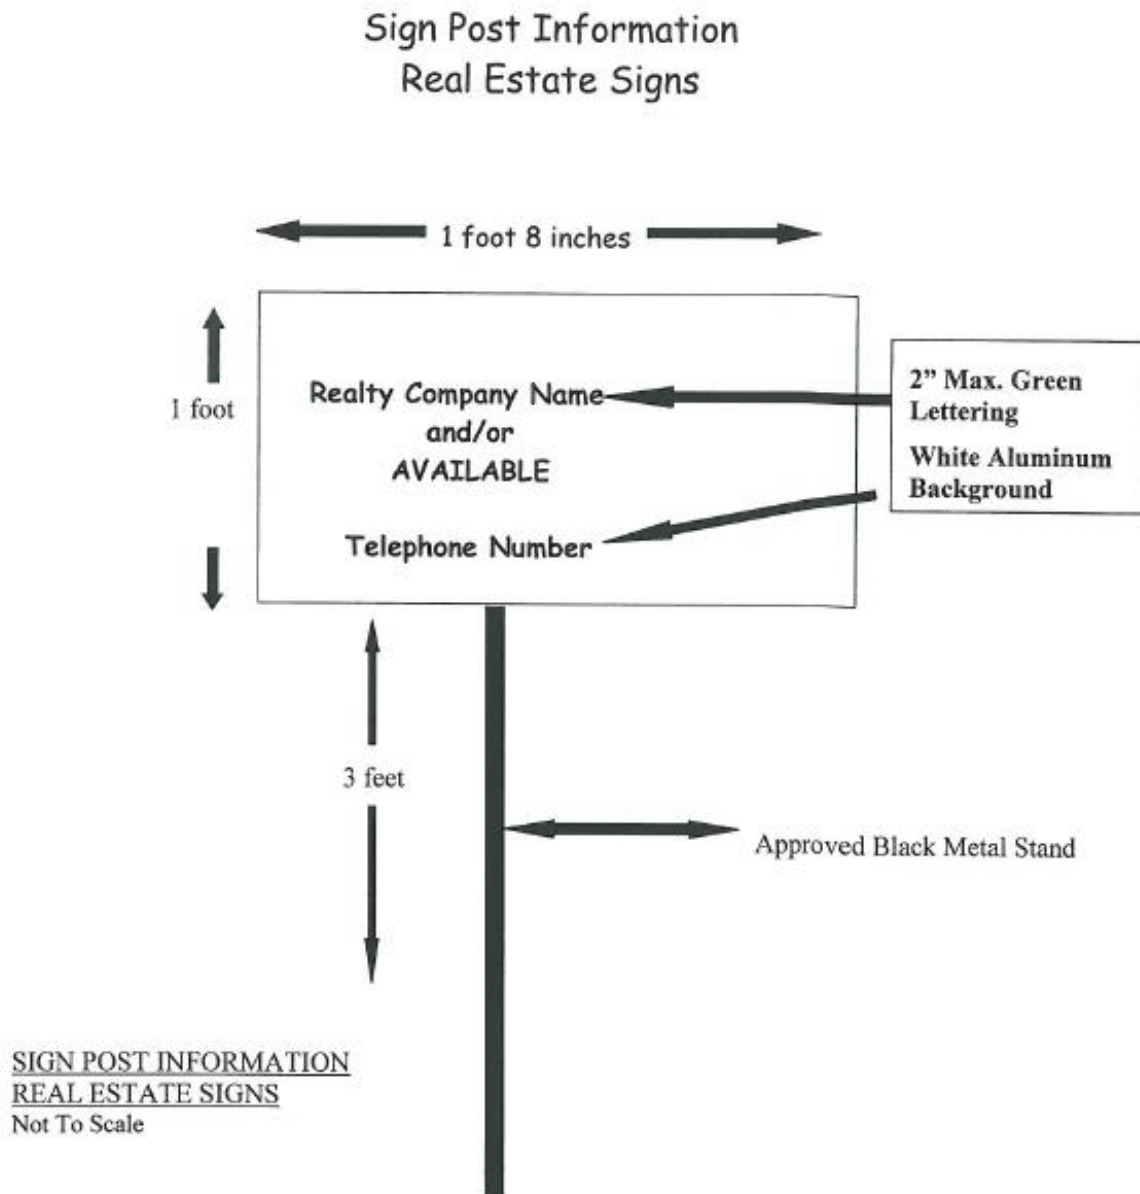 Sign Post Information
Real Estate Signs
1 foot 8 inches
1 foot
Realty Company Name
and/or
AVAILABLE
Telephone Number
2” Max. Green
Lettering
White Aluminum
Background
3 feet
Approved Black Metal Stand
SIGN POST INFORMATION
REAL ESTATE SIGNS
Not To Scale